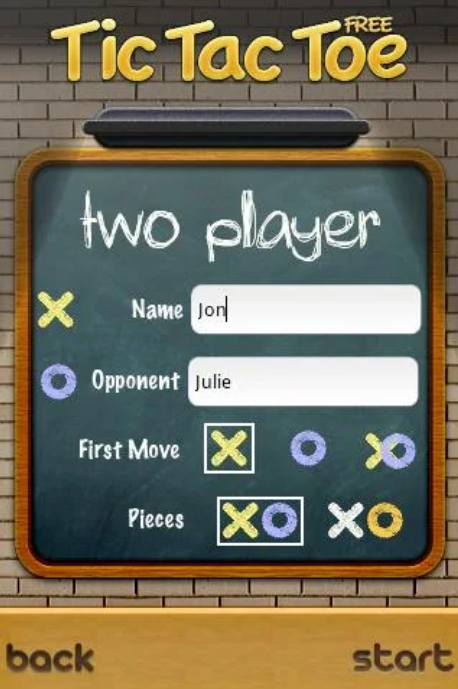 Tic Tac Toe FREE
two player
Name Jon
Opponent Julie
First Move
Pieces
back start